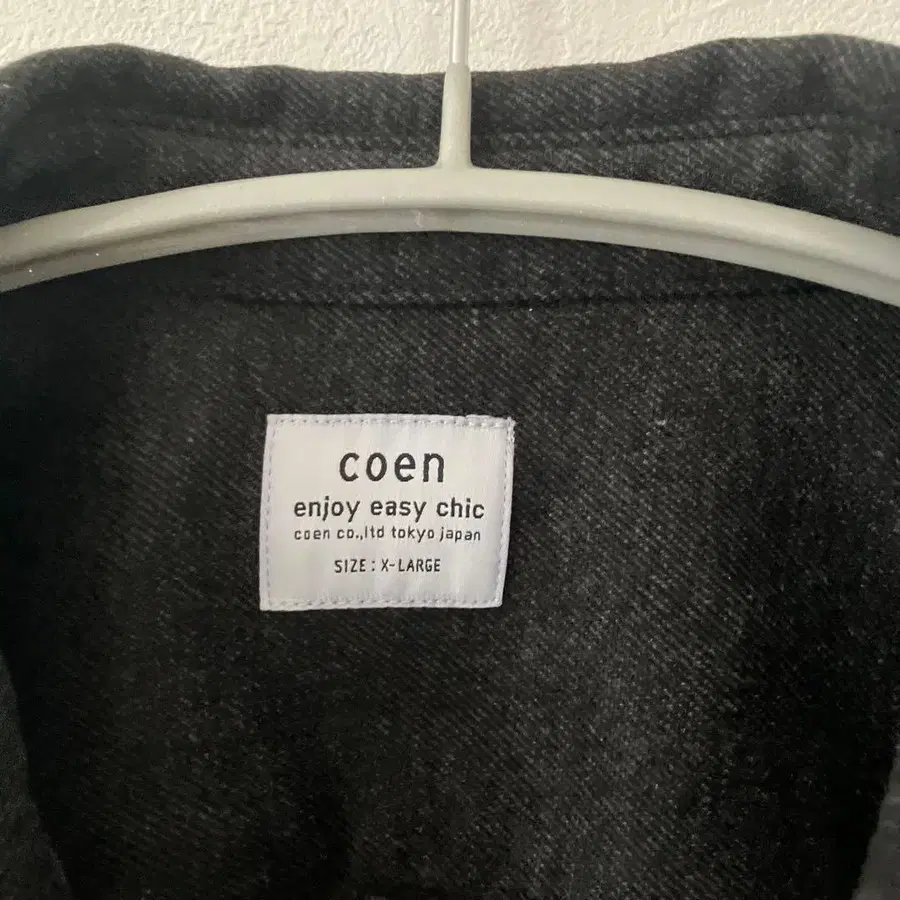 coen
enjoy easy chic
coen co.,ltd tokyo japan
SIZE : X-LARGE